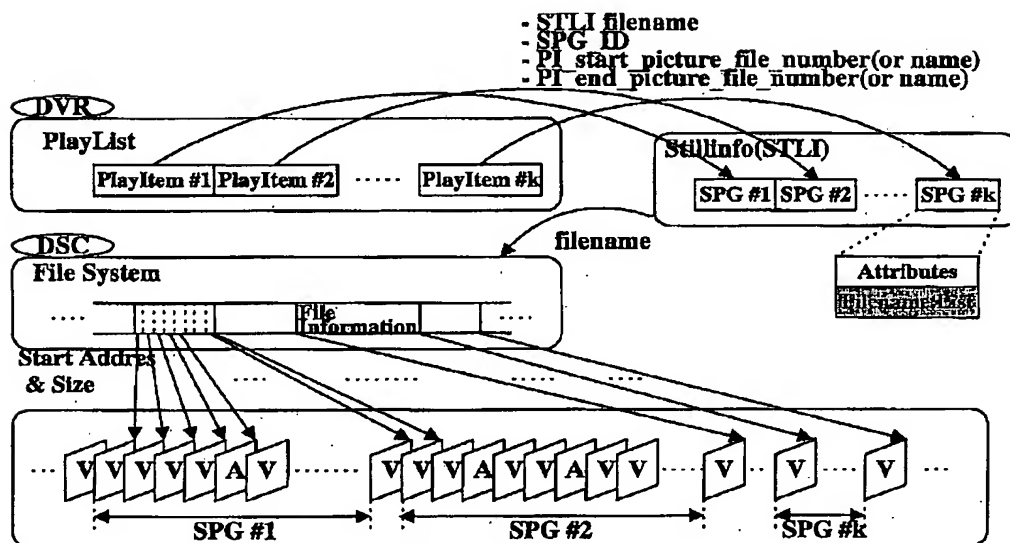 - STLI filename
- SPG_ID
- PI_start_picture_file_number(or name)
- PI_end_picture_file_number(or name)
DVR
PlayList
PlayItem #1 PlayItem #2 ····· PlayItem #k
Stillinfo(STLI)
SPG #1 SPG #2 ····· SPG #k
Attributes
FilenameList
filename
DSC
File System
····· File Information ·····
Start Addres
& Size
····· ······ ·····
··· V V V V V A V ······· V V V A V V A V V ····· V ··· V ····· V ···
SPG #1 SPG #2 SPG #k